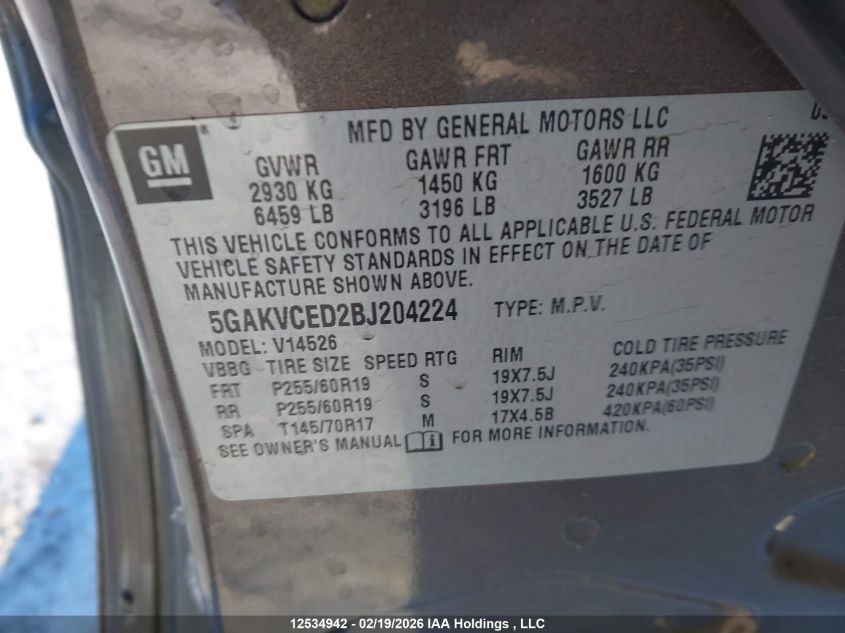 MFD BY GENERAL MOTORS LLC
GM
GVWR GAWR FRT GAWR RR
2930 KG 1450 KG 1600 KG
6459 LB 3196 LB 3527 LB
THIS VEHICLE CONFORMS TO ALL APPLICABLE U.S. FEDERAL MOTOR
VEHICLE SAFETY STANDARDS IN EFFECT ON THE DATE OF
MANUFACTURE SHOWN ABOVE.
5GAKVCED2BJ204224 TYPE: M.P.V.
MODEL: V14526
VBBG TIRE SIZE SPEED RTG RIM COLD TIRE PRESSURE
FRT P255/60R19 S 19X7.5J 240KPA(35PSI)
RR P255/60R19 S 19X7.5J 240KPA(35PSI)
SPA T145/70R17 M 17X4.5B 420KPA(60PSI)
SEE OWNER'S MANUAL FOR MORE INFORMATION.
12534942 - 02/19/2026 IAA Holdings , LLC